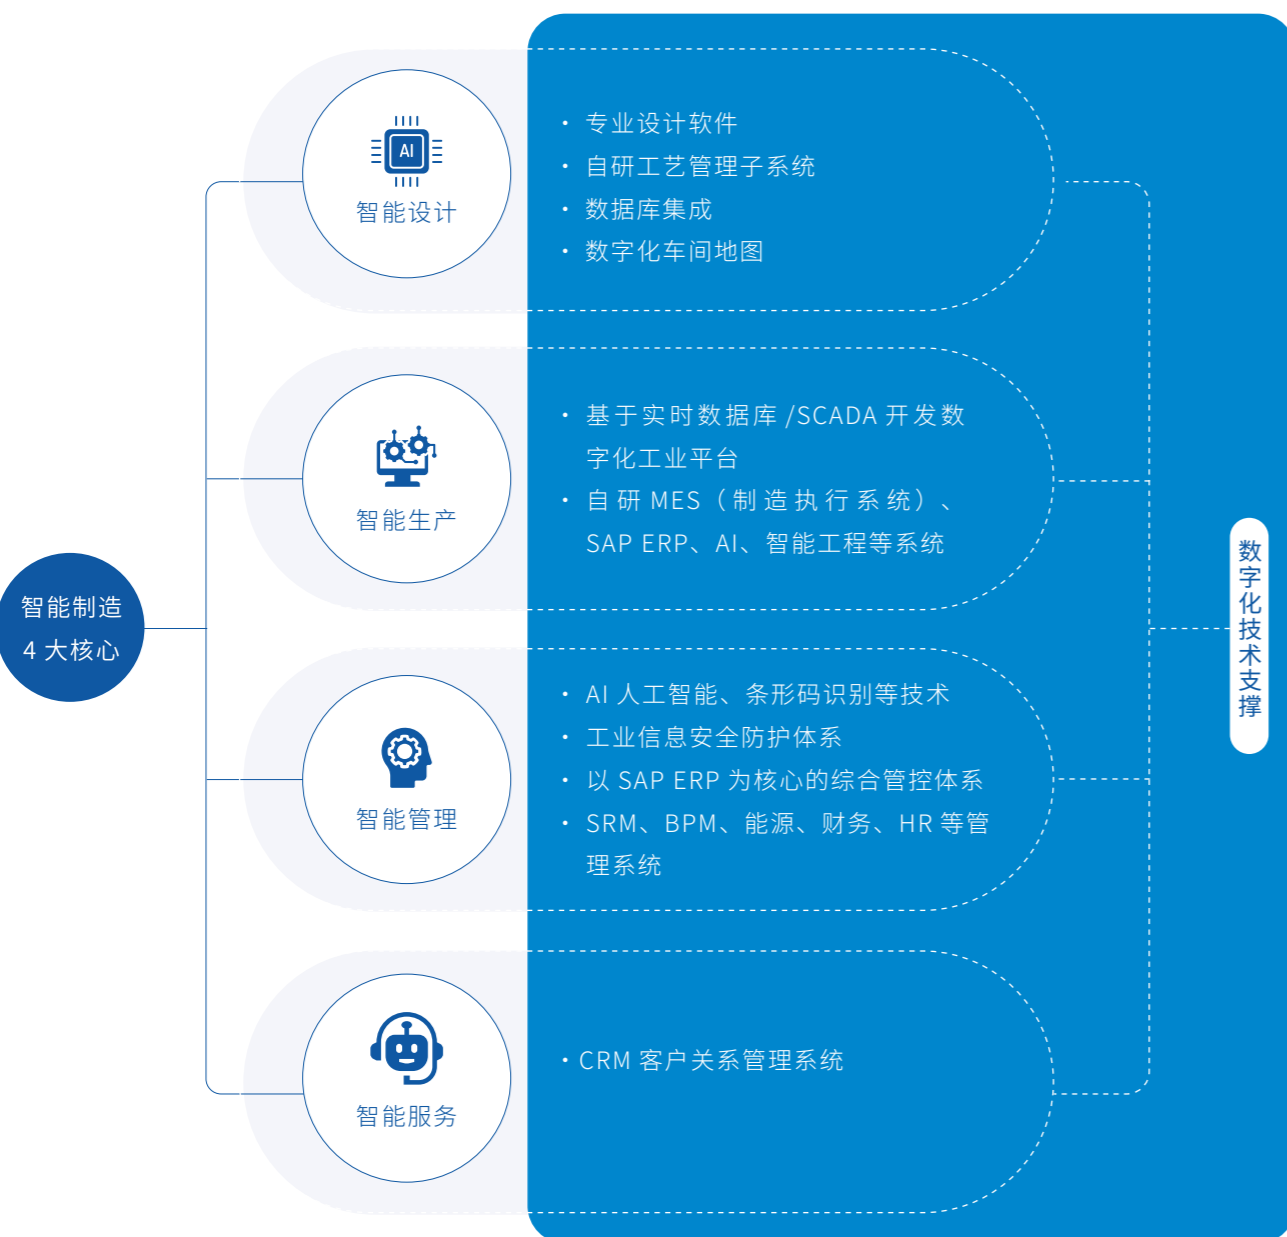 智能制造
4 大核心
AI
智能设计
· 专业设计软件
· 自研工艺管理子系统
· 数据库集成
· 数字化车间地图
智能生产
· 基于实时数据库 /SCADA 开发数
字化工业平台
· 自研 MES（制造执行系统）、
SAP ERP、AI、智能工程等系统
智能管理
· AI 人工智能、条形码识别等技术
· 工业信息安全防护体系
· 以 SAP ERP 为核心的综合管控体系
· SRM、BPM、能源、财务、HR 等管
理系统
智能服务
· CRM 客户关系管理系统
数字化技术支撑